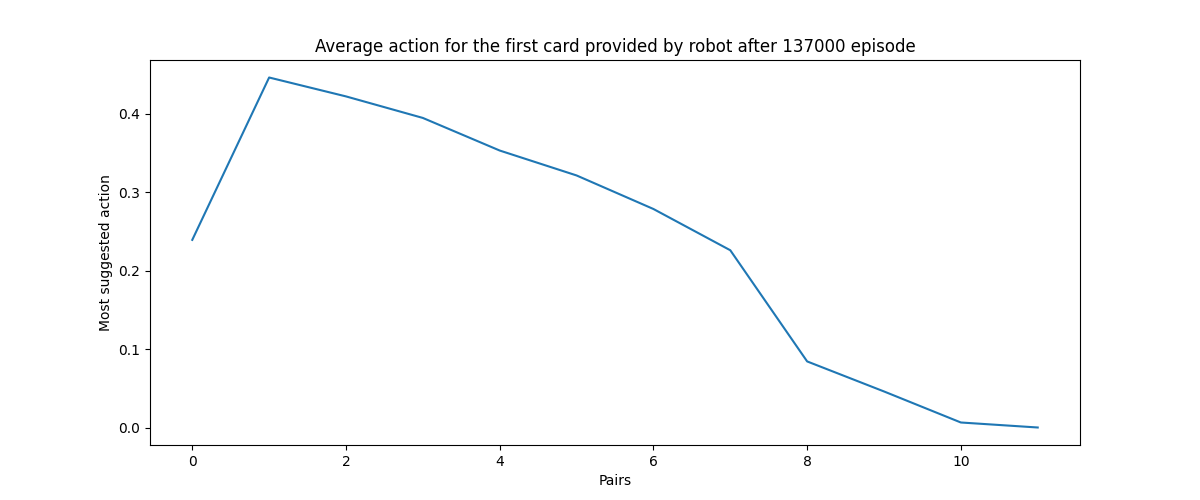 Average action for the first card provided by robot after 137000 episode
Most suggested action
0.4
0.3
0.2
0.1
0.0
0 2 4 6 8 10
Pairs